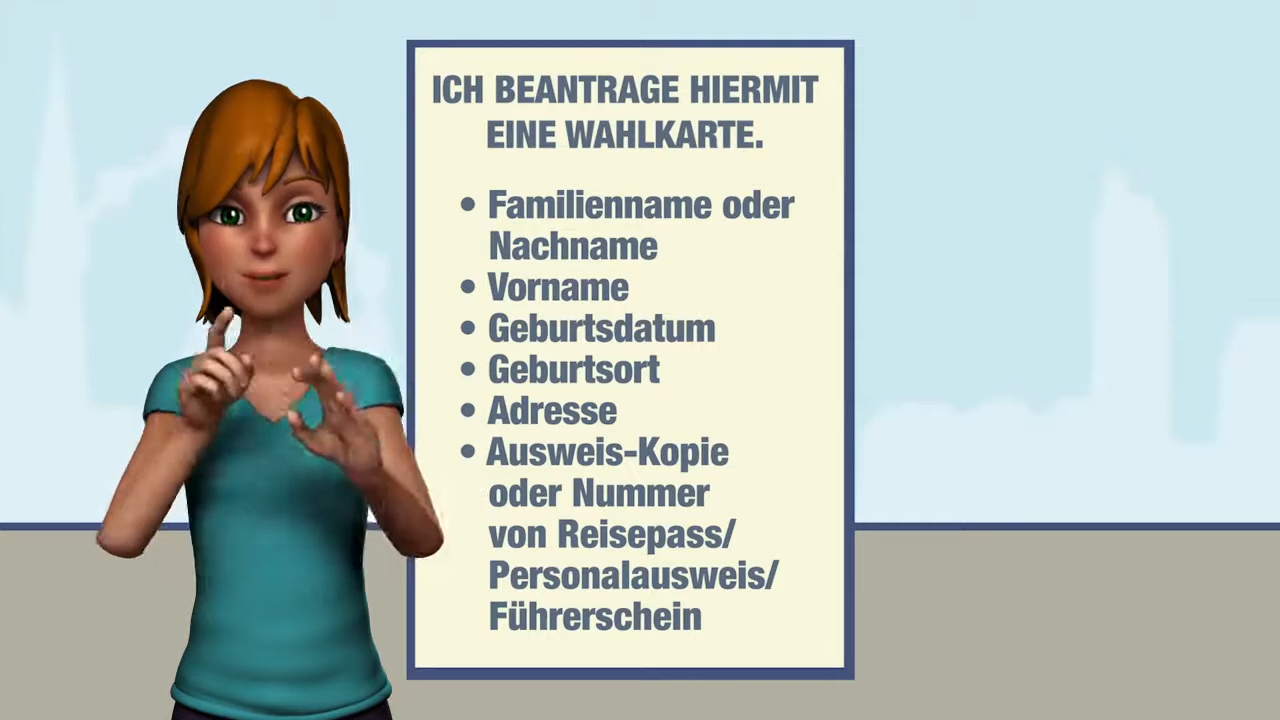 ICH BEANTRAGE HIERMIT
EINE WAHLKARTE.
• Familienname oder
Nachname
• Vorname
• Geburtsdatum
• Geburtsort
• Adresse
• Ausweis-Kopie
oder Nummer
von Reisepass/
Personalausweis/
Führerschein